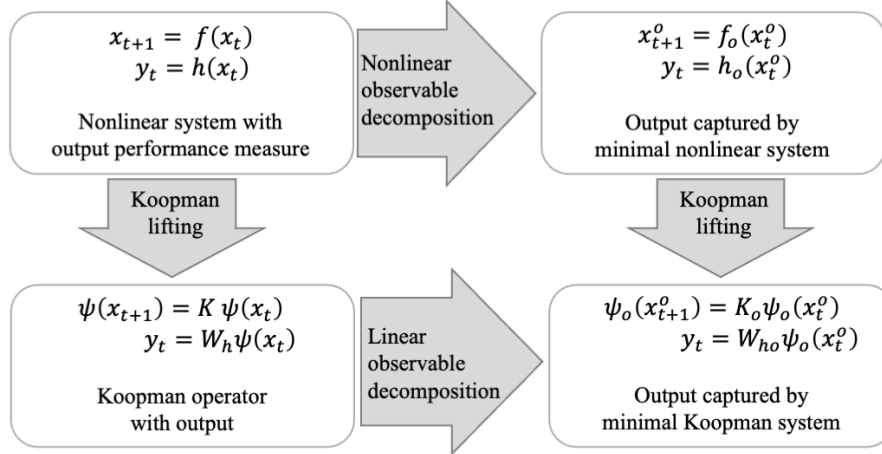 x_{t+1} = f(x_t)
y_t = h(x_t)
Nonlinear system with
output performance measure
Nonlinear
observable
decomposition
x^o_{t+1} = f_o(x^o_t)
y_t = h_o(x^o_t)
Output captured by
minimal nonlinear system
Koopman
lifting
Koopman
lifting
ψ(x_{t+1}) = K ψ(x_t)
y_t = W_h ψ(x_t)
Koopman operator
with output
Linear
observable
decomposition
ψ_o(x^o_{t+1}) = K_o ψ_o(x^o_t)
y_t = W_{ho} ψ_o(x^o_t)
Output captured by
minimal Koopman system